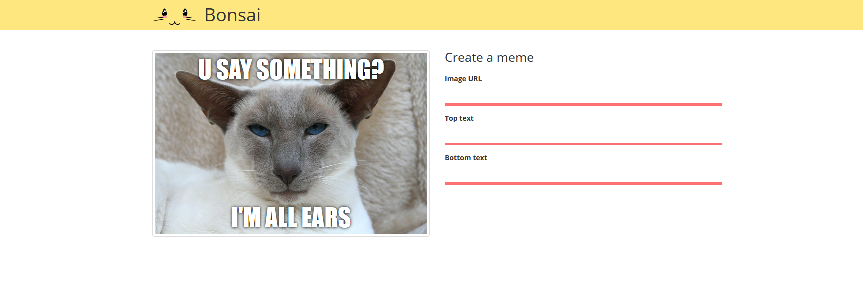 Bonsai
U SAY SOMETHING?
I'M ALL EARS
Create a meme
Image URL
Top text
Bottom text